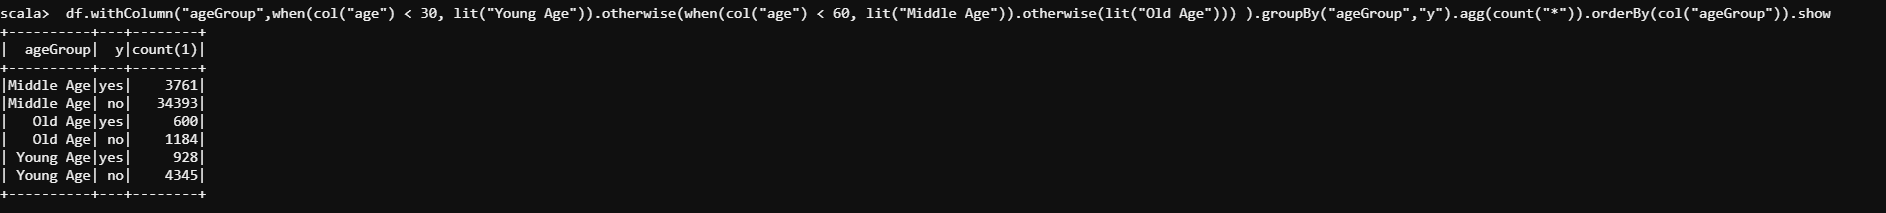 scala>  df.withColumn("ageGroup",when(col("age") < 30, lit("Young Age")).otherwise(when(col("age") < 60, lit("Middle Age")).otherwise(lit("Old Age"))) ).groupBy("ageGroup","y").agg(count("*")).orderBy(col("ageGroup")).show
+----------+---+--------+
|  ageGroup|  y|count(1)|
+----------+---+--------+
|Middle Age|yes|    3761|
|Middle Age| no|   34393|
|   Old Age|yes|     600|
|   Old Age| no|    1184|
| Young Age|yes|     928|
| Young Age| no|    4345|
+----------+---+--------+